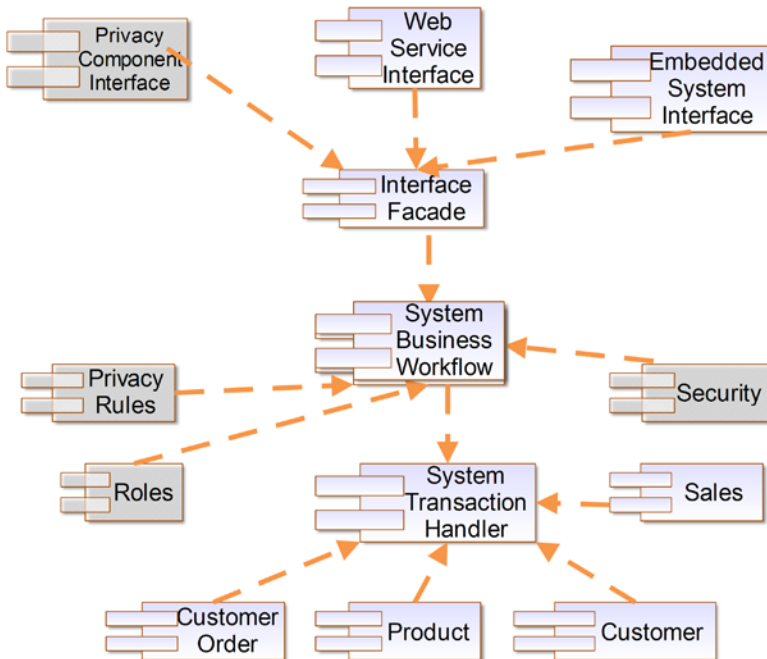 Privacy
Component
Interface
Web
Service
Interface
Embedded
System
Interface
Interface
Facade
System
Business
Workflow
Privacy
Rules
Security
Roles
System
Transaction
Handler
Sales
Customer
Order
Product
Customer